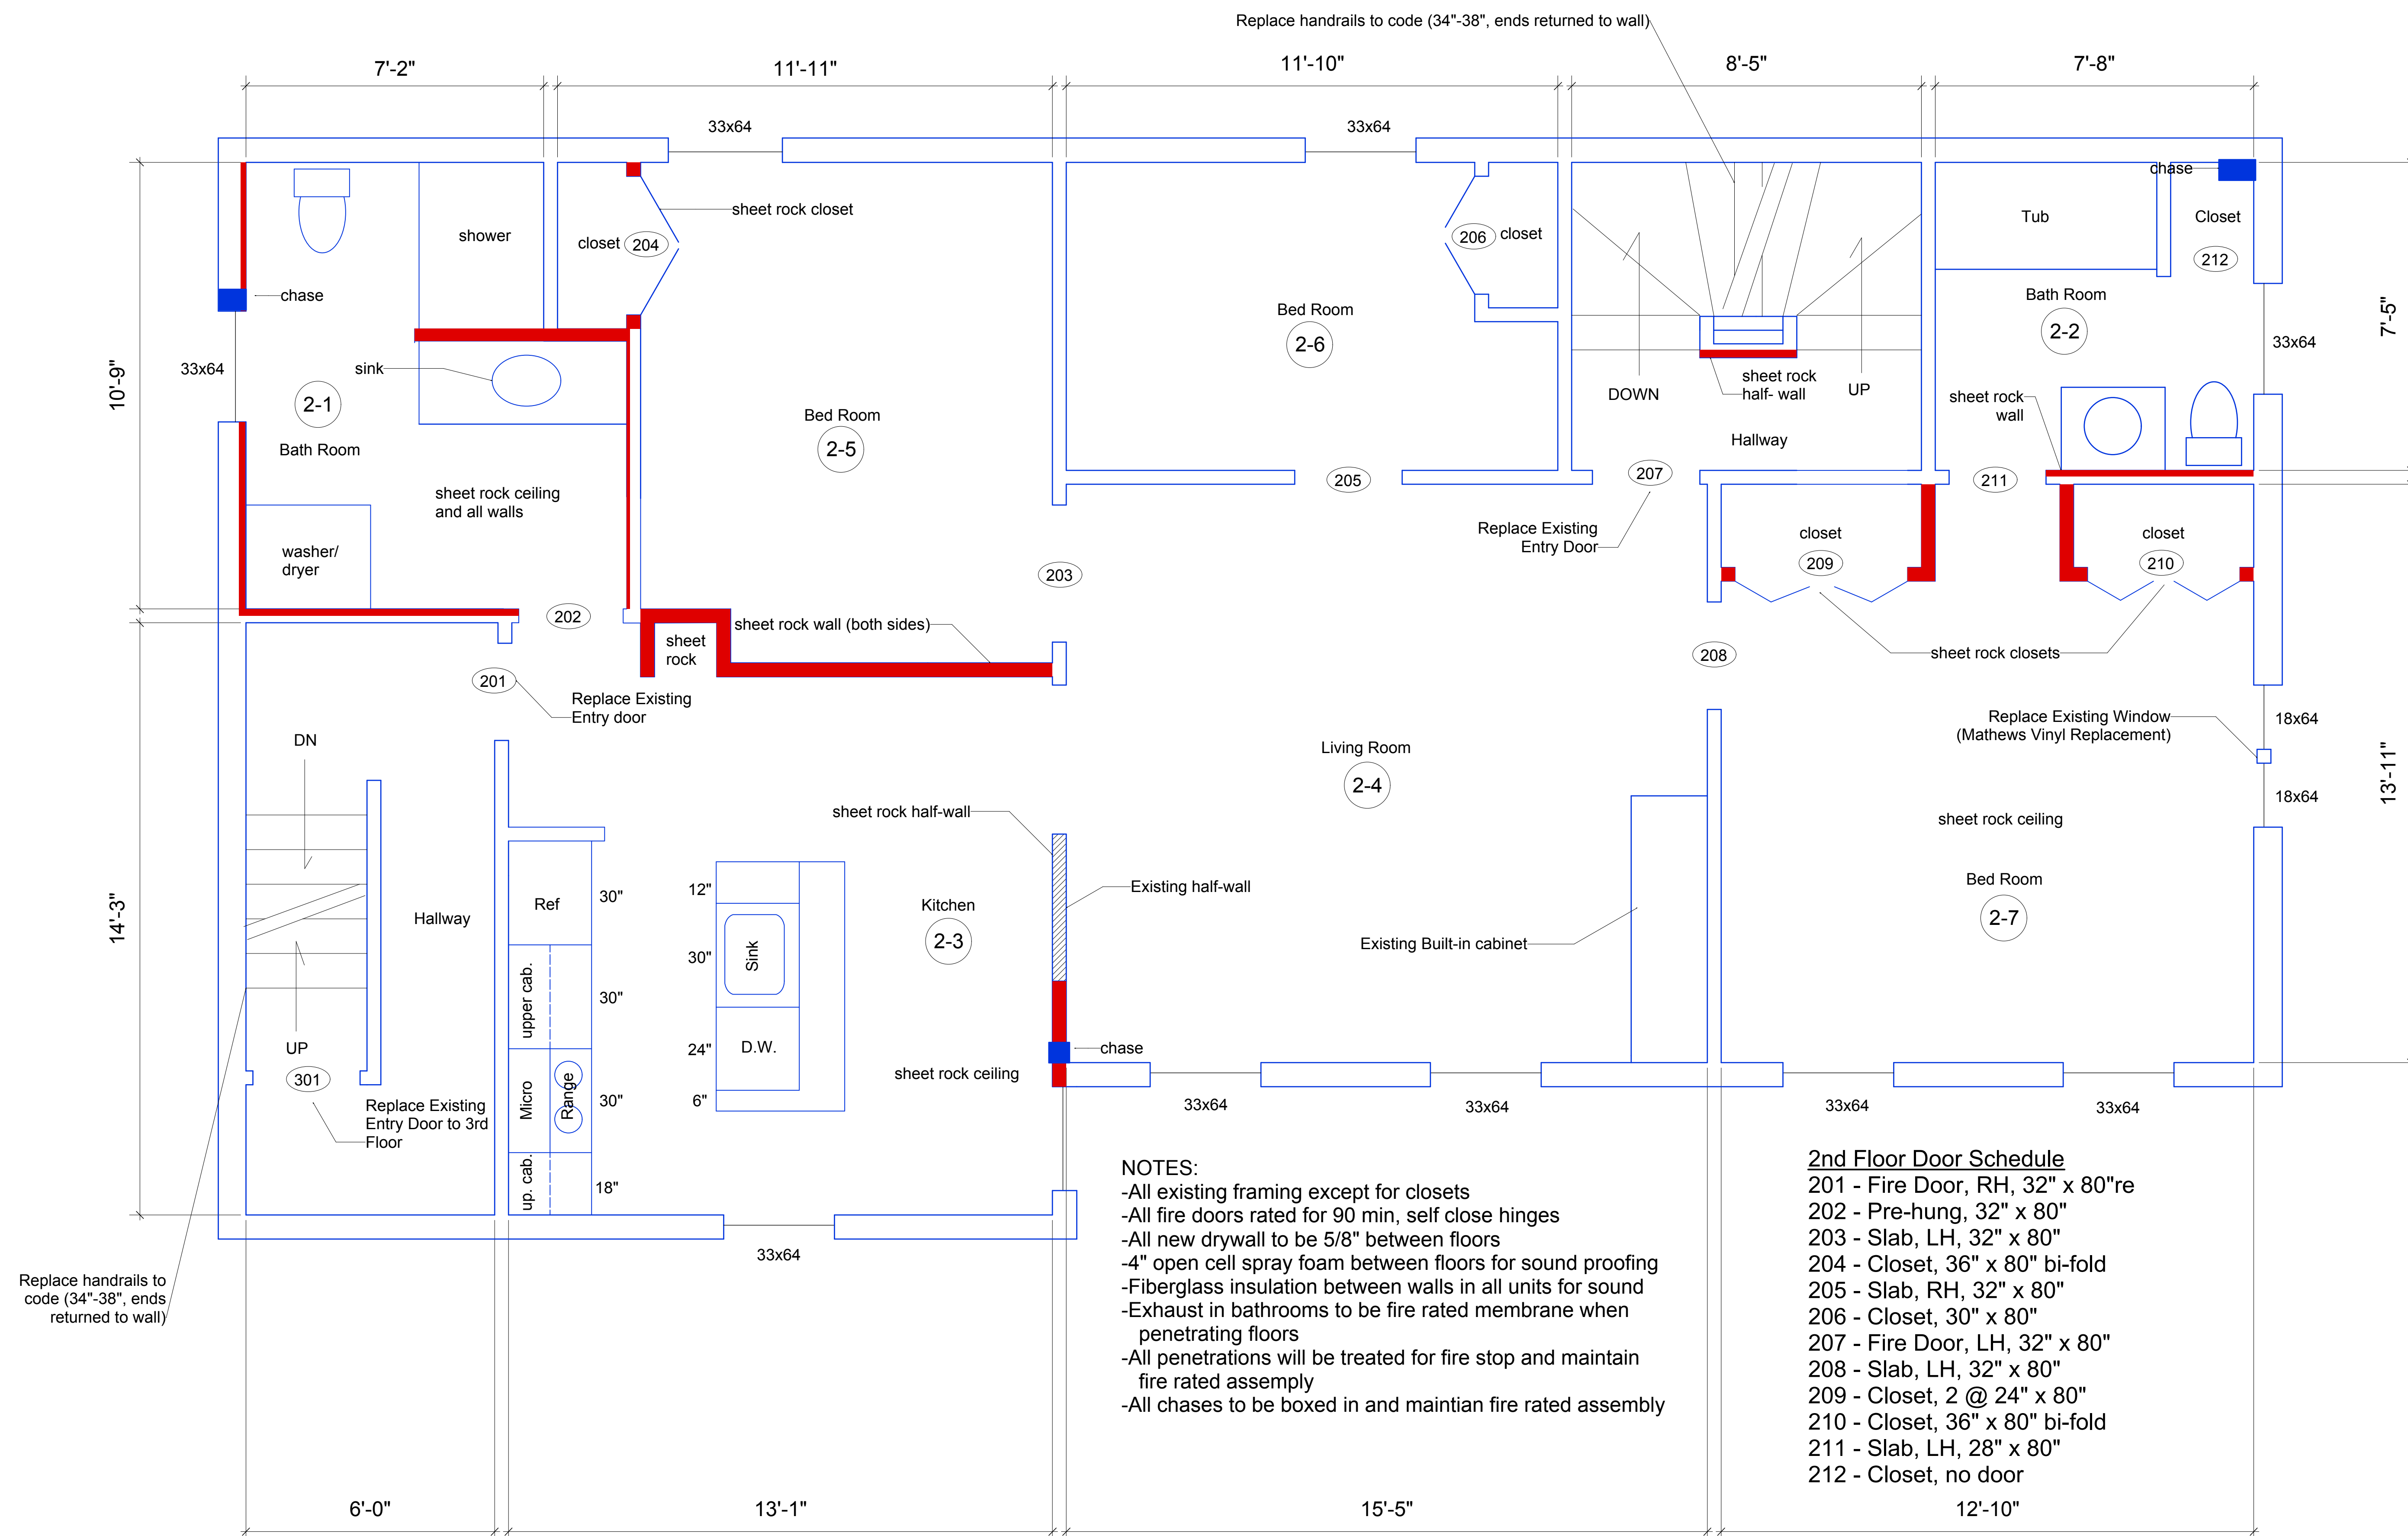 Replace handrails to code (34"-38", ends returned to wall)
7'-2"
11'-11"
11'-10"
8'-5"
7'-8"
33x64
33x64
chase
sheet rock closet
shower
closet
204
206
closet
Tub
Closet
212
chase
Bed Room
2-6
Bath Room
2-2
7'-5"
33x64
10'-9"
33x64
sink
2-1
Bath Room
DOWN
sheet rock
half- wall
UP
sheet rock
wall
Bed Room
2-5
Hallway
sheet rock ceiling
and all walls
205
207
211
washer/
dryer
Replace Existing
Entry Door
closet
209
closet
210
203
202
sheet rock wall (both sides)
sheet
rock
208
sheet rock closets
201
Replace Existing
Entry door
Replace Existing Window
(Mathews Vinyl Replacement)
18x64
18x64
13'-11"
DN
Living Room
2-4
sheet rock half-wall
sheet rock ceiling
Existing half-wall
Bed Room
2-7
14'-3"
Hallway
Ref
30"
12"
Kitchen
2-3
Existing Built-in cabinet
Sink
30"
upper cab.
30"
UP
301
D.W.
24"
chase
sheet rock ceiling
Micro
Range
30"
6"
33x64
33x64
33x64
33x64
Replace Existing
Entry Door to 3rd
Floor
up. cab.
18"
33x64
Replace handrails to
code (34"-38", ends
returned to wall)
NOTES:
-All existing framing except for closets
-All fire doors rated for 90 min, self close hinges
-All new drywall to be 5/8" between floors
-4" open cell spray foam between floors for sound proofing
-Fiberglass insulation between walls in all units for sound
-Exhaust in bathrooms to be fire rated membrane when
penetrating floors
-All penetrations will be treated for fire stop and maintain
fire rated assemply
-All chases to be boxed in and maintian fire rated assembly
2nd Floor Door Schedule
201 - Fire Door, RH, 32" x 80"re
202 - Pre-hung, 32" x 80"
203 - Slab, LH, 32" x 80"
204 - Closet, 36" x 80" bi-fold
205 - Slab, RH, 32" x 80"
206 - Closet, 30" x 80"
207 - Fire Door, LH, 32" x 80"
208 - Slab, LH, 32" x 80"
209 - Closet, 2 @ 24" x 80"
210 - Closet, 36" x 80" bi-fold
211 - Slab, LH, 28" x 80"
212 - Closet, no door
6'-0"
13'-1"
15'-5"
12'-10"